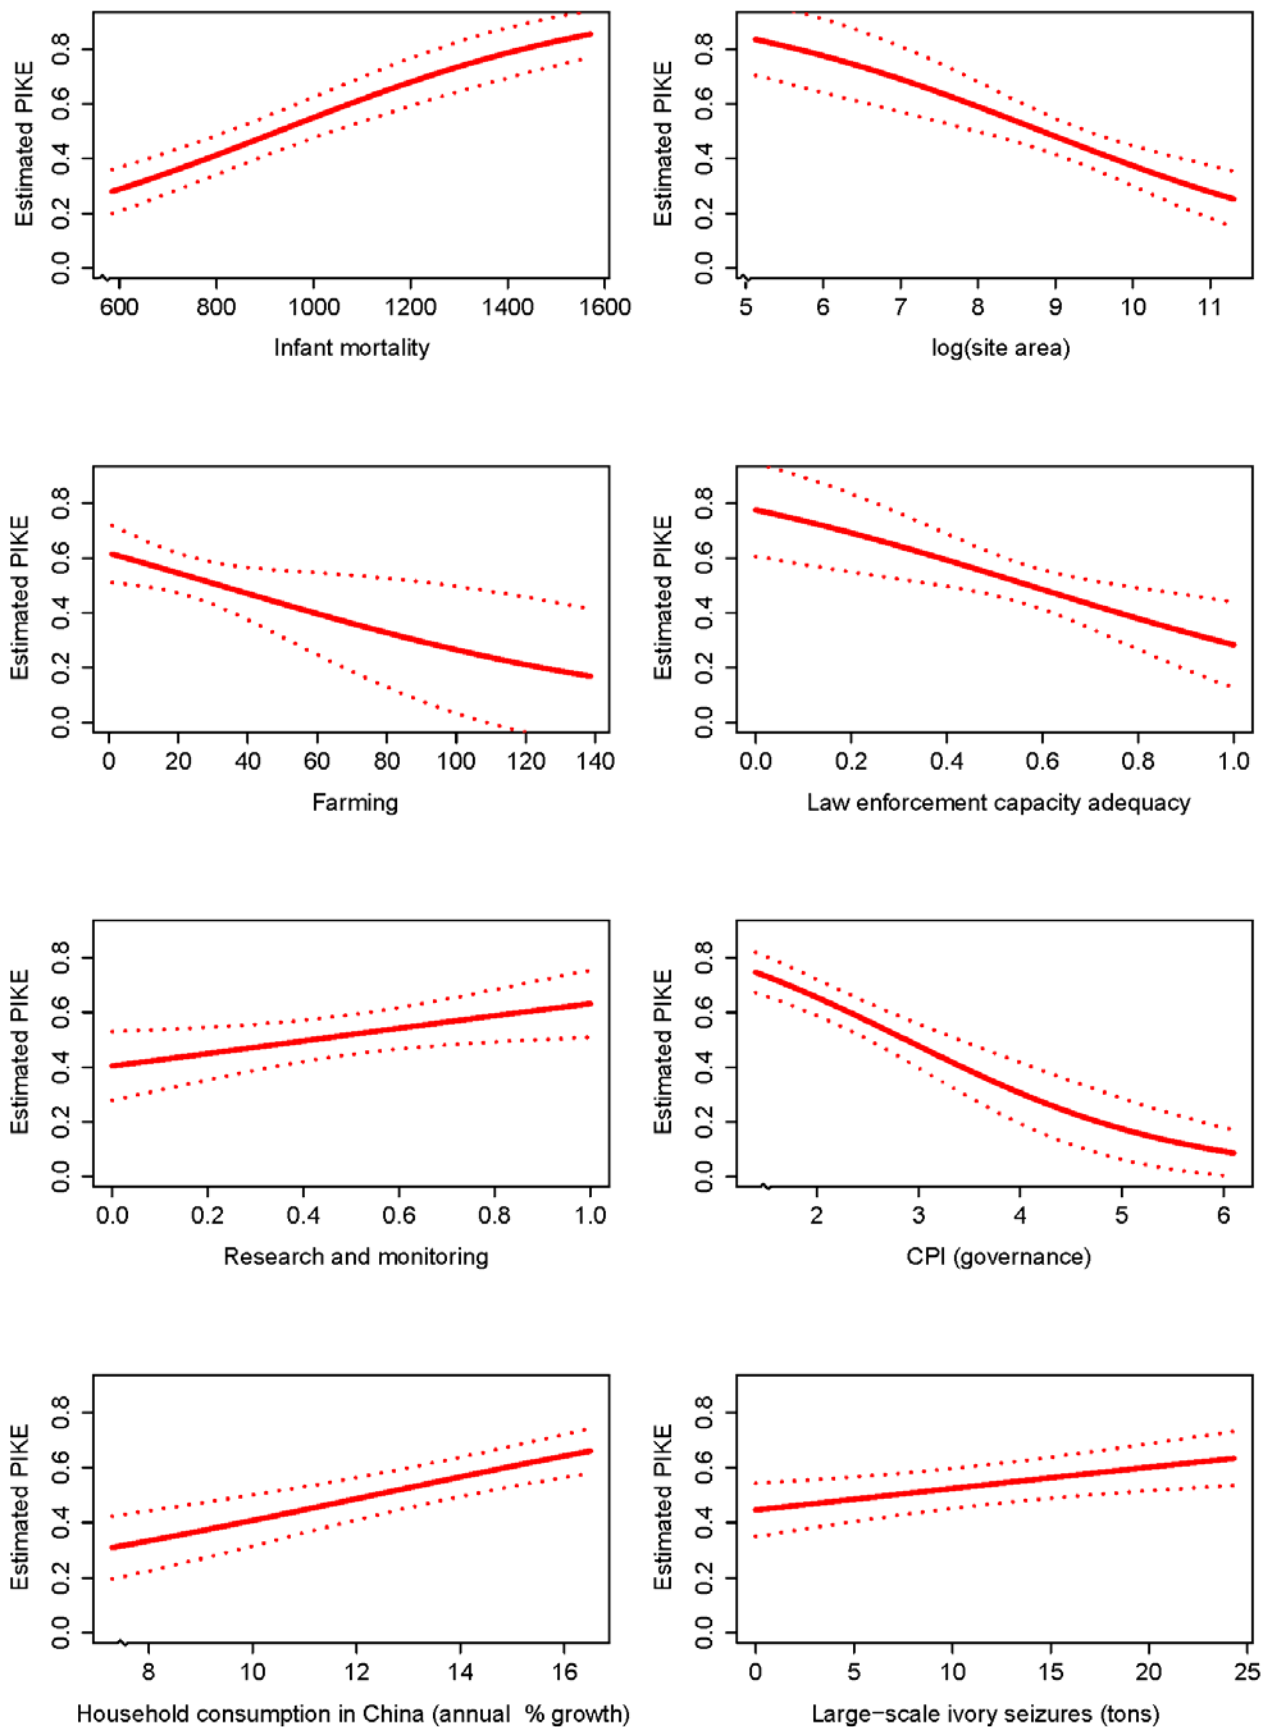 Estimated PIKE
0.8
0.6
0.4
0.2
0.0
600 800 1000 1200 1400 1600
Infant mortality
Estimated PIKE
0.8
0.6
0.4
0.2
0.0
5 6 7 8 9 10 11
log(site area)
Estimated PIKE
0.8
0.6
0.4
0.2
0.0
0 20 40 60 80 100 120 140
Farming
Estimated PIKE
0.8
0.6
0.4
0.2
0.0
0.0 0.2 0.4 0.6 0.8 1.0
Law enforcement capacity adequacy
Estimated PIKE
0.8
0.6
0.4
0.2
0.0
0.0 0.2 0.4 0.6 0.8 1.0
Research and monitoring
Estimated PIKE
0.8
0.6
0.4
0.2
0.0
2 3 4 5 6
CPI (governance)
Estimated PIKE
0.8
0.6
0.4
0.2
0.0
8 10 12 14 16
Household consumption in China (annual % growth)
Estimated PIKE
0.8
0.6
0.4
0.2
0.0
0 5 10 15 20 25
Large−scale ivory seizures (tons)